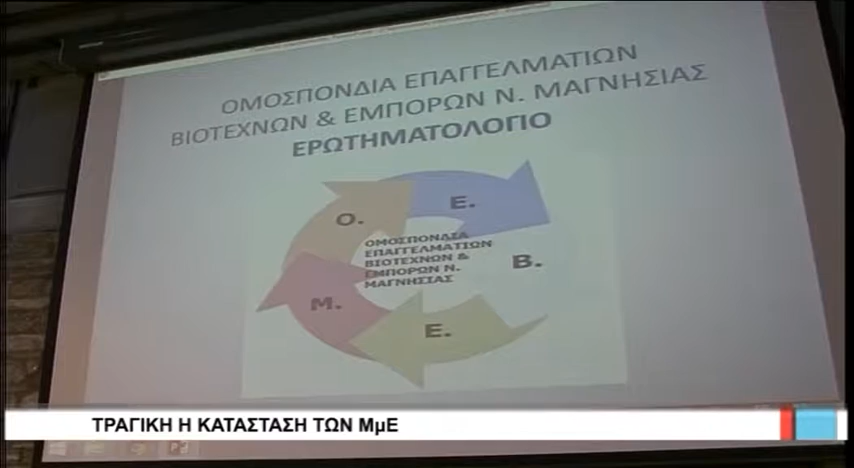 ΟΜΟΣΠΟΝΔΙΑ ΕΠΑΓΓΕΛΜΑΤΙΩΝ
ΒΙΟΤΕΧΝΩΝ & ΕΜΠΟΡΩΝ Ν. ΜΑΓΝΗΣΙΑΣ
ΕΡΩΤΗΜΑΤΟΛΟΓΙΟ
Ο.
Ε.
Β.
Ε.
Μ.
ΟΜΟΣΠΟΝΔΙΑ
ΕΠΑΓΓΕΛΜΑΤΙΩΝ
ΒΙΟΤΕΧΝΩΝ &
ΕΜΠΟΡΩΝ Ν.
ΜΑΓΝΗΣΙΑΣ
ΤΡΑΓΙΚΗ Η ΚΑΤΑΣΤΑΣΗ ΤΩΝ ΜμΕ